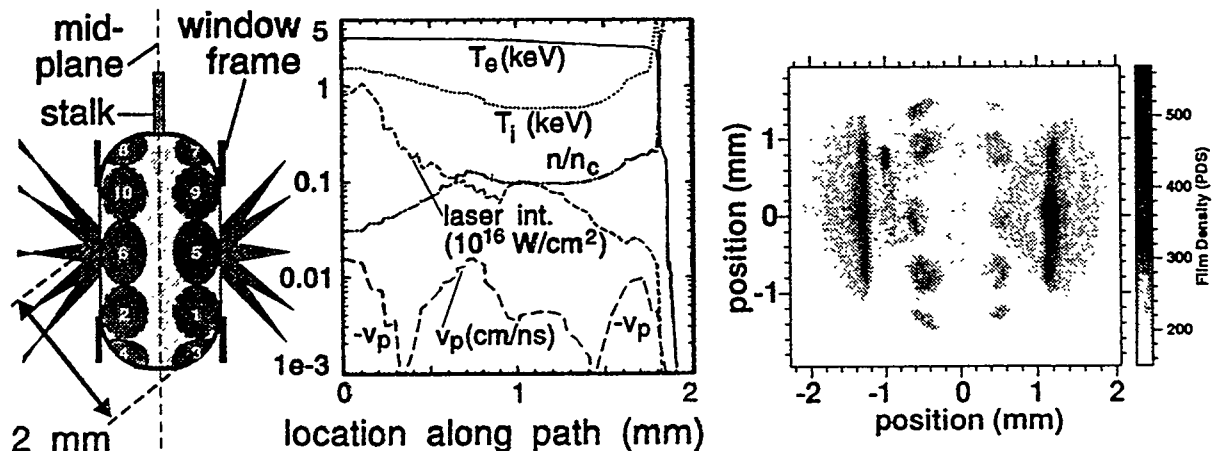 mid-
plane
window
frame
stalk
8
7
10
9
6
5
2
1
4
3
2 mm
5
1
0.1
0.01
1e-3
T_e (keV)
T_i (keV)
n/n_c
laser int.
(10^16 W/cm^2)
-v_p
v_p(cm/ns)
-v_p
0
1
2
location along path (mm)
position (mm)
1
0
-1
-2
-1
0
1
2
position (mm)
500
400
300
200
Film Density (PDS)